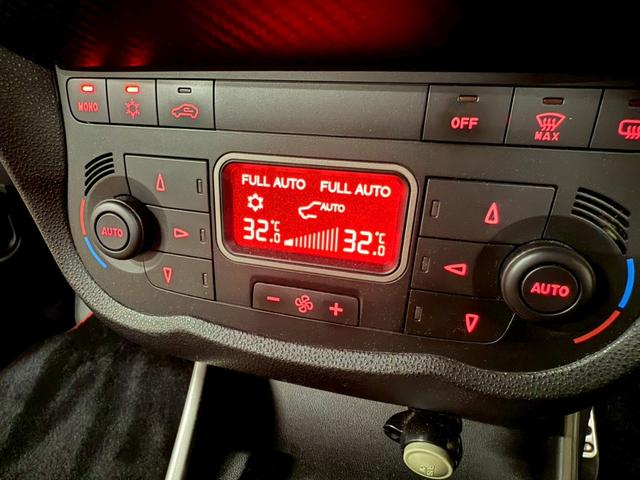 MONO
OFF
MAX
FULL AUTO FULL AUTO
AUTO
32.0°C 32.0°C
AUTO
AUTO
- +